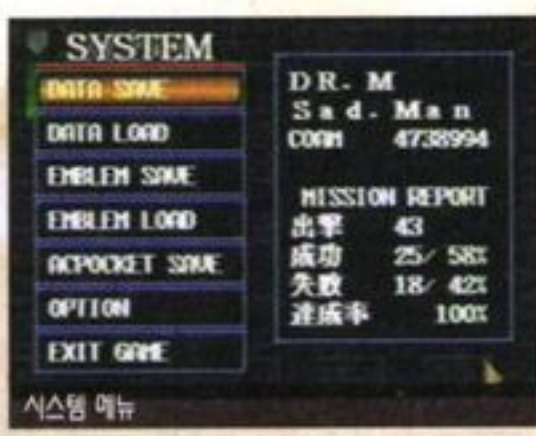 SYSTEM
DATA SAVE
DATA LOAD
EMBLEM SAVE
EMBLEM LOAD
ACPOCKET SAVE
OPTION
EXIT GAME
DR. M
Sad. Man
COAM 4738994
MISSION REPORT
出撃 43
成功 25/ 58%
失敗 18/ 42%
達成率 100%
시스템 메뉴